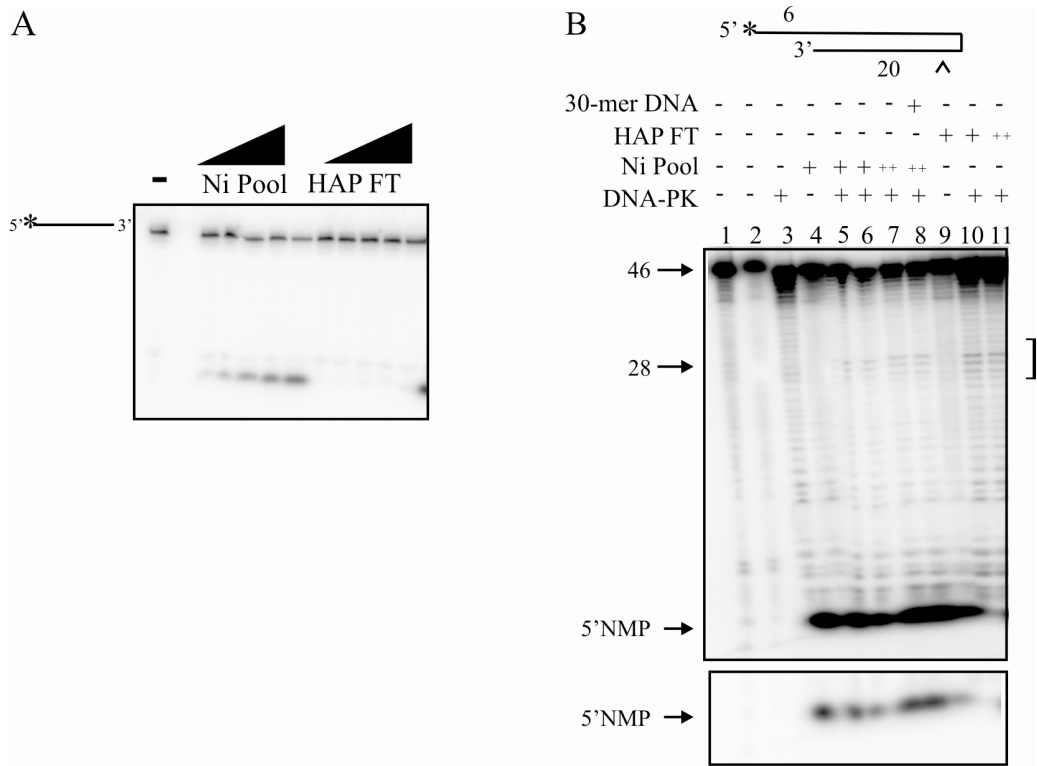 A
- Ni Pool HAP FT
5' * 3'
B
6
5' *
3'
20 ^
30-mer DNA - - - - - - - + - - -
HAP FT - - - - - - - - + + ++
Ni Pool - - - + + + ++ ++ - - -
DNA-PK - - + - + + + + - + +
1 2 3 4 5 6 7 8 9 10 11
46
28 ]
5'NMP
5'NMP